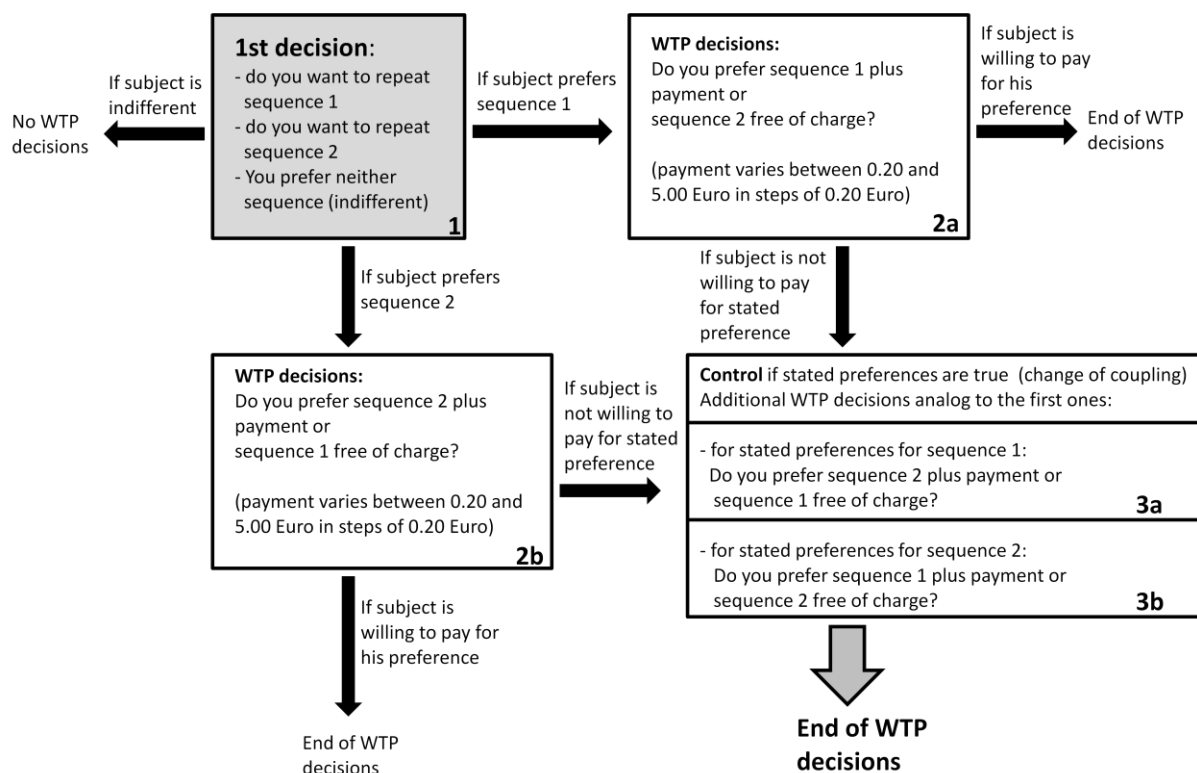 1st decision:
- do you want to repeat
sequence 1
- do you want to repeat
sequence 2
- You prefer neither
sequence (indifferent)
1
If subject is
indifferent
No WTP
decisions
If subject prefers
sequence 1
WTP decisions:
Do you prefer sequence 1 plus
payment or
sequence 2 free of charge?
(payment varies between 0.20 and
5.00 Euro in steps of 0.20 Euro)
2a
If subject is
willing to pay
for his
preference
End of WTP
decisions
If subject prefers
sequence 2
If subject is not
willing to pay
for stated
preference
WTP decisions:
Do you prefer sequence 2 plus
payment or
sequence 1 free of charge?
(payment varies between 0.20 and
5.00 Euro in steps of 0.20 Euro)
2b
If subject is
not willing to
pay for stated
preference
Control if stated preferences are true (change of coupling)
Additional WTP decisions analog to the first ones:
- for stated preferences for sequence 1:
Do you prefer sequence 2 plus payment or
sequence 1 free of charge?
3a
- for stated preferences for sequence 2:
Do you prefer sequence 1 plus payment or
sequence 2 free of charge?
3b
If subject is
willing to pay for
his preference
End of WTP
decisions
End of WTP
decisions